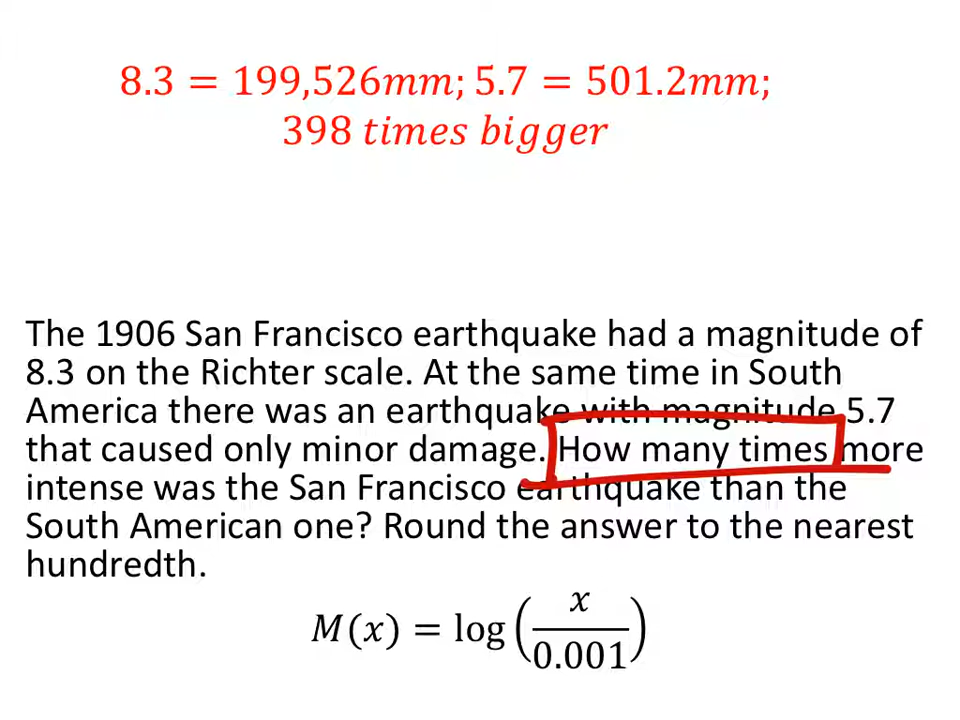 8.3 = 199,526mm; 5.7 = 501.2mm;
398 times bigger
The 1906 San Francisco earthquake had a magnitude of
8.3 on the Richter scale. At the same time in South
America there was an earthquake with magnitude 5.7
that caused only minor damage. How many times more
intense was the San Francisco earthquake than the
South American one? Round the answer to the nearest
hundredth.
M(x) = log(x/0.001)